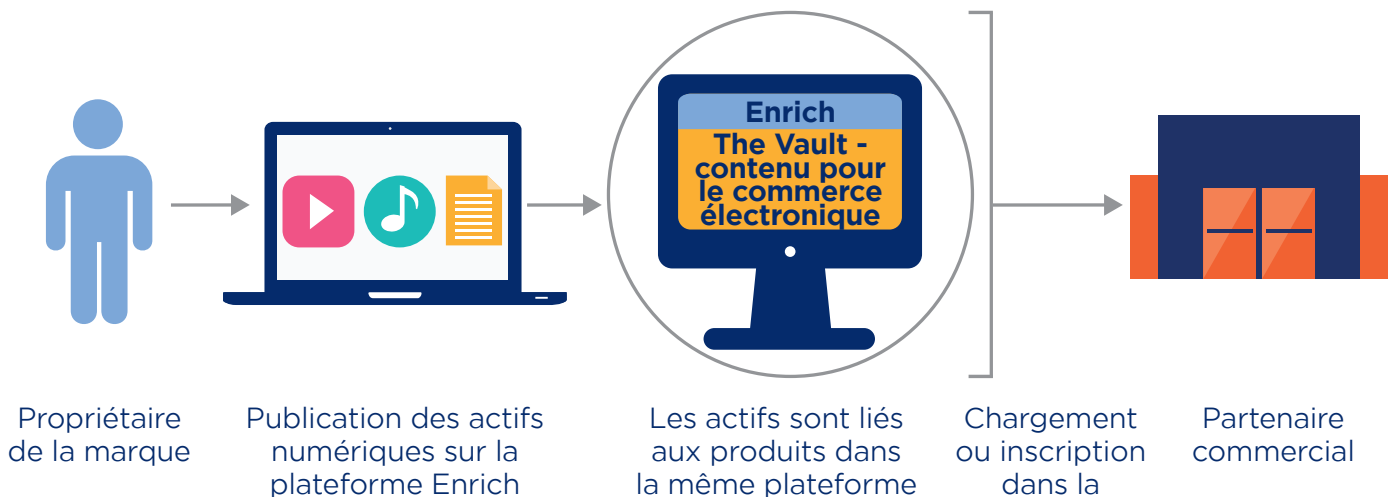 Enrich
The Vault -
contenu pour
le commerce
électronique
Propriétaire
de la marque
Publication des actifs
numériques sur la
plateforme Enrich
Les actifs sont liés
aux produits dans
la même plateforme
Chargement
ou inscription
dans la
Partenaire
commercial